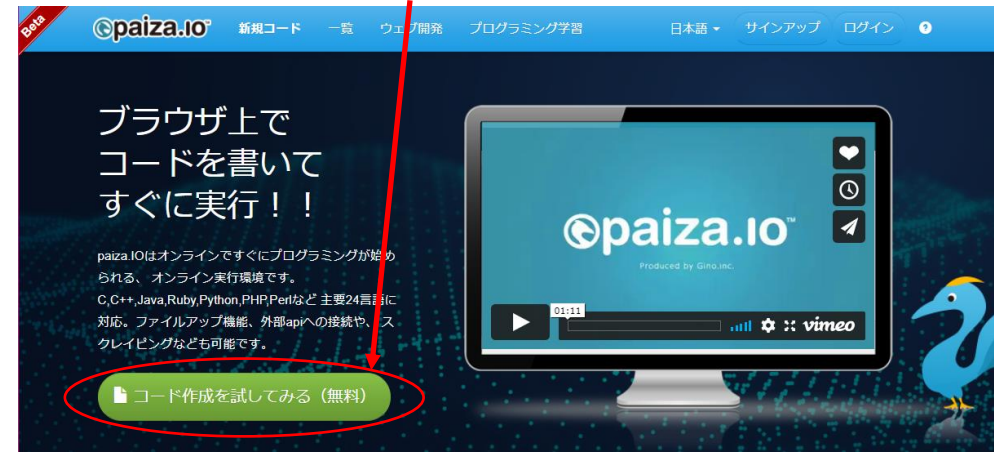 Beta
paiza.IO
新規コード
一覧
ウェブ開発
プログラミング学習
日本語
サインアップ
ログイン
?
ブラウザ上で
コードを書いて
すぐに実行！！
paiza.IOはオンラインですぐにプログラミングが始め
られる、 オンライン実行環境です。
C,C++,Java,Ruby,Python,PHP,Perlなど 主要24言語に
対応。ファイルアップ機能、外部apiへの接続や、ス
クレイピングなども可能です。
コード作成を試してみる（無料）
paiza.IO™
Produced by Gino.inc.
01:11
vimeo